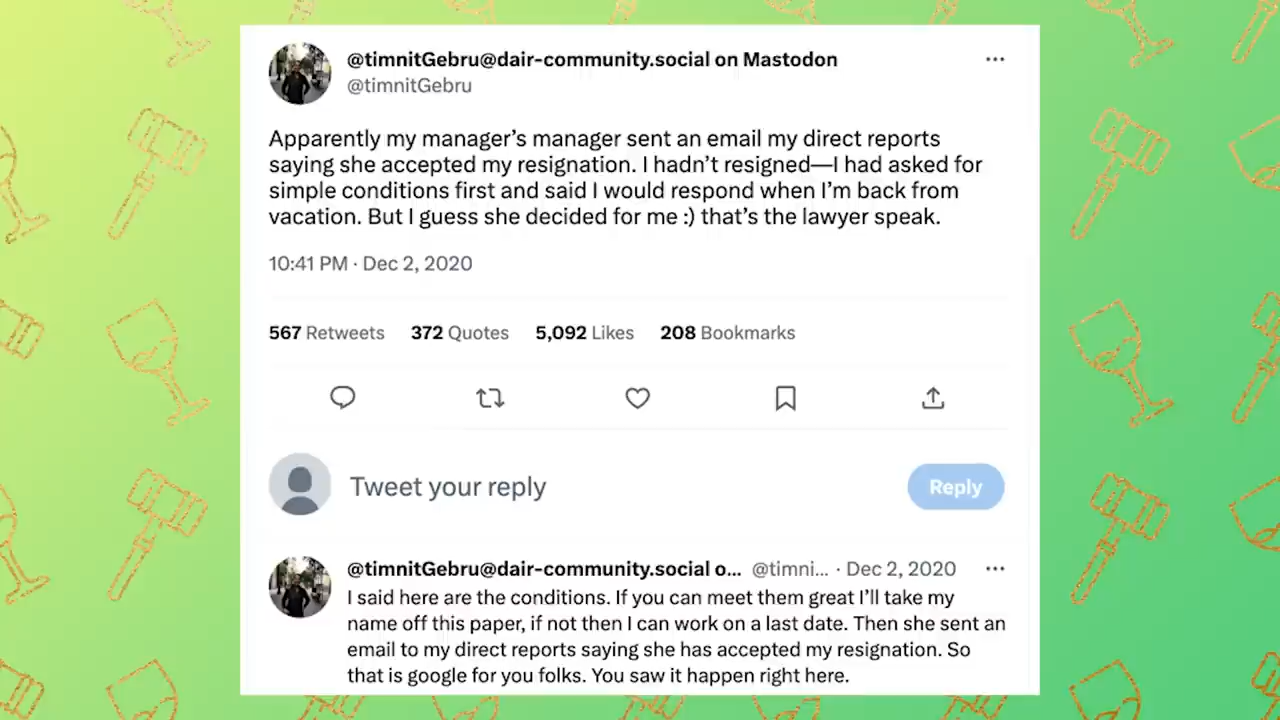 @timnitGebru@dair-community.social on Mastodon
@timnitGebru
Apparently my manager’s manager sent an email my direct reports
saying she accepted my resignation. I hadn’t resigned—I had asked for
simple conditions first and said I would respond when I’m back from
vacation. But I guess she decided for me :) that’s the lawyer speak.
10:41 PM · Dec 2, 2020
567 Retweets 372 Quotes 5,092 Likes 208 Bookmarks
Tweet your reply
Reply
@timnitGebru@dair-community.social o... @timni... · Dec 2, 2020
I said here are the conditions. If you can meet them great I’ll take my
name off this paper, if not then I can work on a last date. Then she sent an
email to my direct reports saying she has accepted my resignation. So
that is google for you folks. You saw it happen right here.